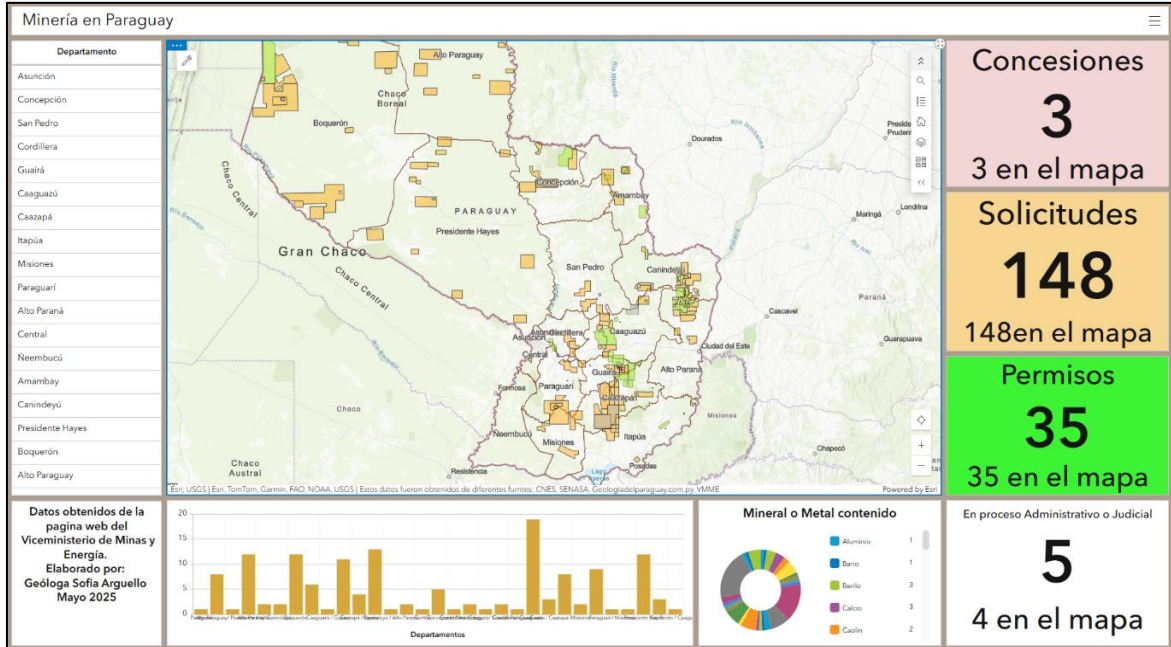 Minería en Paraguay
Departamento
Asunción
Concepción
San Pedro
Cordillera
Guairá
Caaguazú
Caazapá
Itapúa
Misiones
Paraguarí
Alto Paraná
Central
Ñeembucú
Amambay
Canindeyú
Presidente Hayes
Boquerón
Alto Paraguay
Alto Paraguay
Chaco
Boreal
Boquerón
Dourados
Concepción
Amambay
Londrina
Maringá
PARAGUAY
Presidente Hayes
Chaco Central
Chaco Central
Río Bermejo
Gran Chaco
San Pedro
Canindeyú
Chaco Central
Paraná
Cascavel
Guarapuava
Caaguazú
Asunción
Central
Ciudad del Este
Guairá
Alto Paraná
Formosa
Paraguarí
Caazapá
Chaco
Misiones
Ñeembucú
Misiones
Itapúa
Chapecó
Chaco
Austral
Resistencia
Posadas
Esri, USGS | Esri, TomTom, Garmin, FAO, NOAA, USGS | Estos datos fueron obtenidos de diferentes furntes: CNES, SENASA, Geologiadelparaguay.com.py, VMME
Powered by Esri
Concesiones
3
3 en el mapa
Solicitudes
148
148en el mapa
Permisos
35
35 en el mapa
Datos obtenidos de la
pagina web del
Viceministerio de Minas y
Energía.
Elaborado por:
Geóloga Sofia Arguello
Mayo 2025
20
15
10
5
0
Departamentos
Mineral o Metal contenido
Aluminio 1
Bario 1
Berilo 3
Calcio 3
Caolin 2
En proceso Administrativo o Judicial
5
4 en el mapa